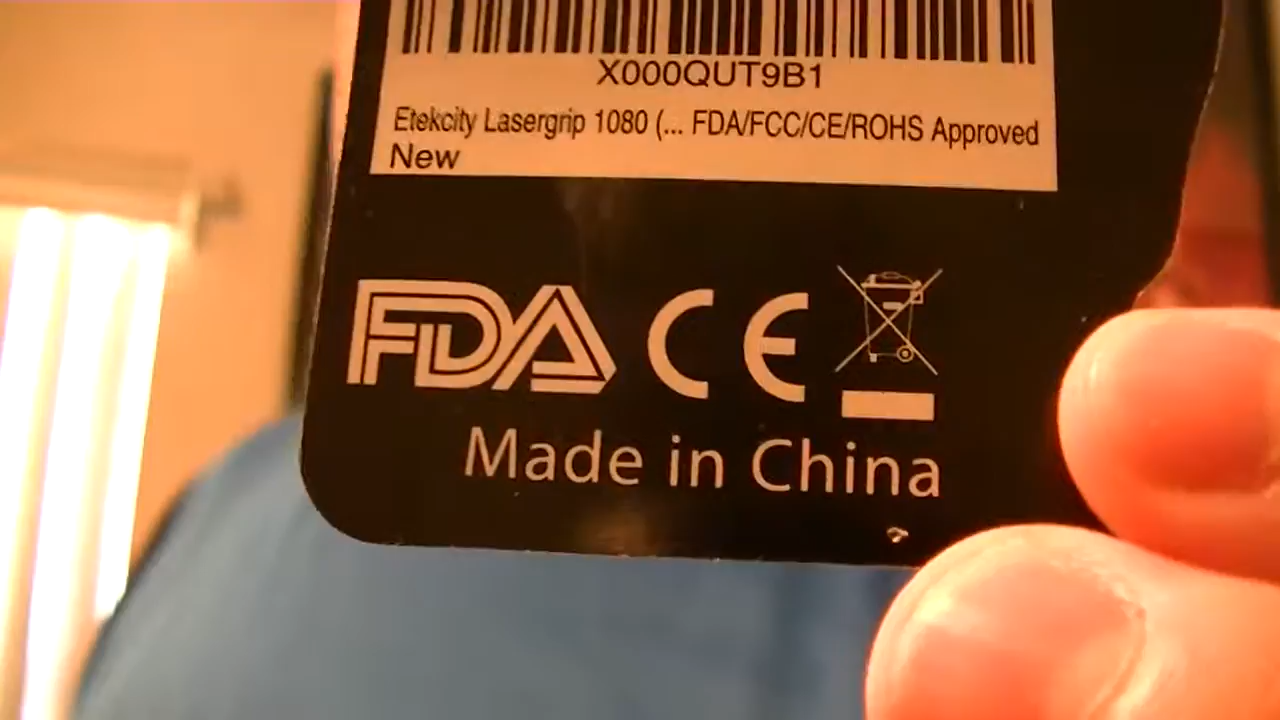 X000QUT9B1
Etekcity Lasergrip 1080 (... FDA/FCC/CE/ROHS Approved
New
FDA CE
Made in China